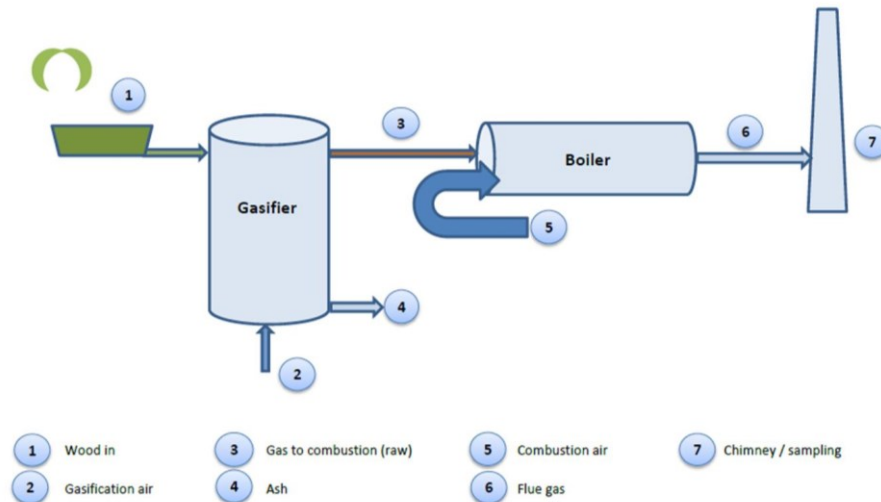 1
3
6
7
Boiler
Gasifier
5
4
2
1 Wood in
3 Gas to combustion (raw)
5 Combustion air
7 Chimney / sampling
2 Gasification air
4 Ash
6 Flue gas